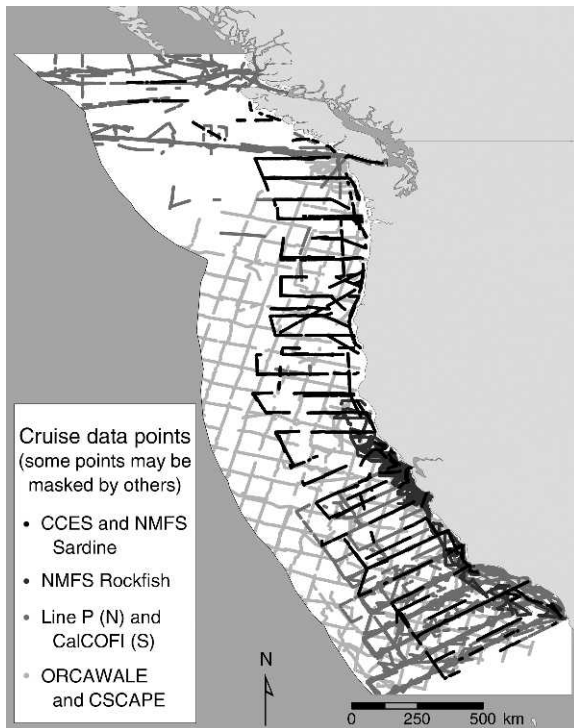 Cruise data points
(some points may be
masked by others)
• CCES and NMFS
Sardine
• NMFS Rockfish
• Line P (N) and
CalCOFI (S)
• ORCAWALE
and CSCAPE
N
0 250 500 km